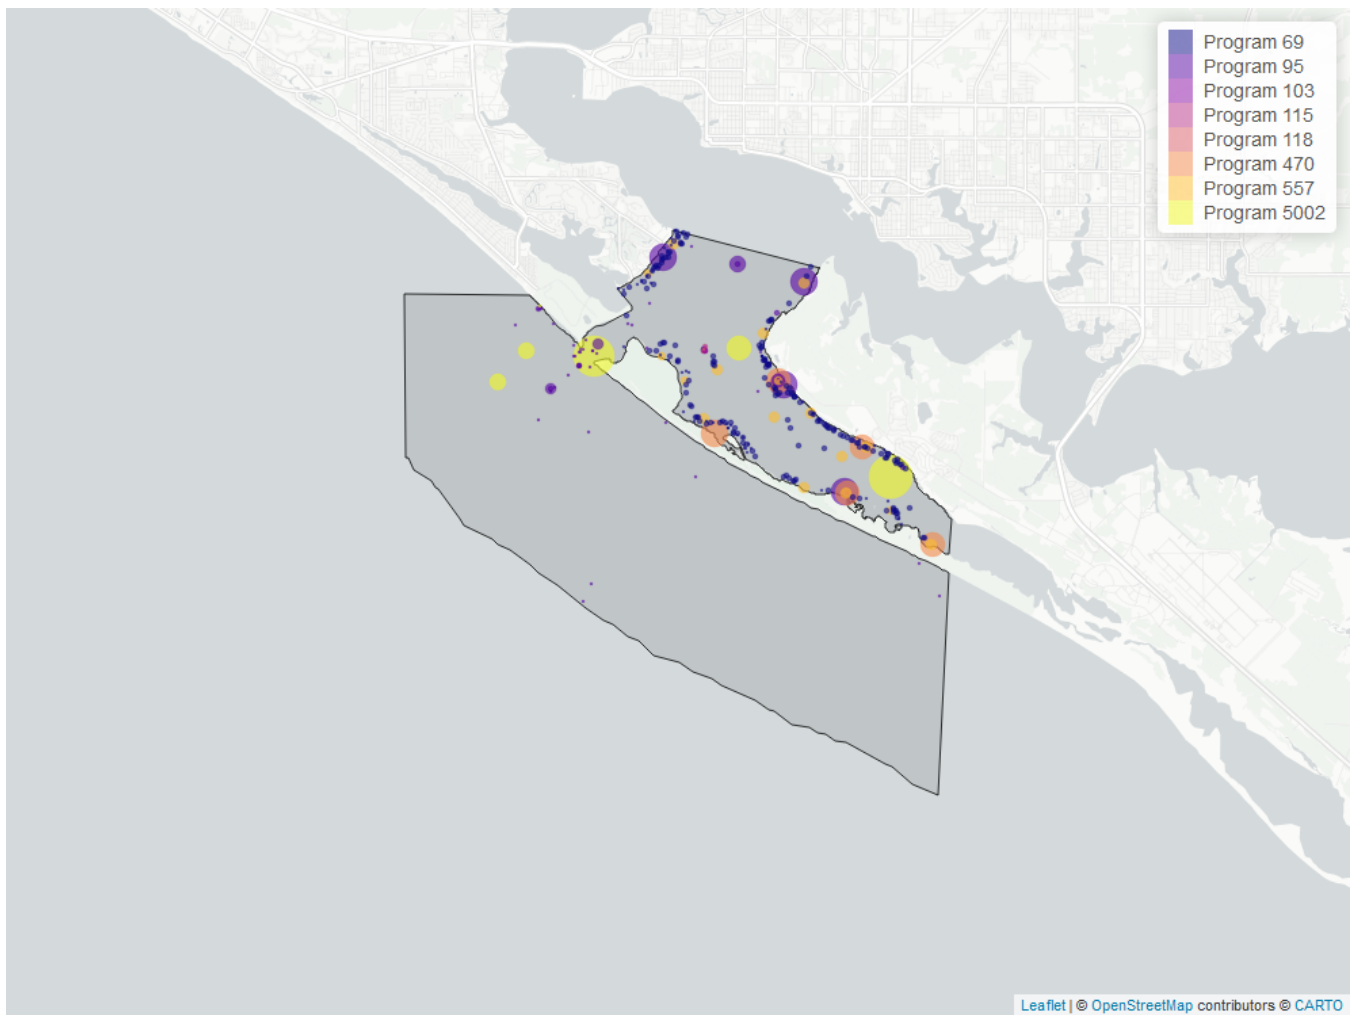 Program 69
Program 95
Program 103
Program 115
Program 118
Program 470
Program 557
Program 5002
Leaflet | © OpenStreetMap contributors © CARTO